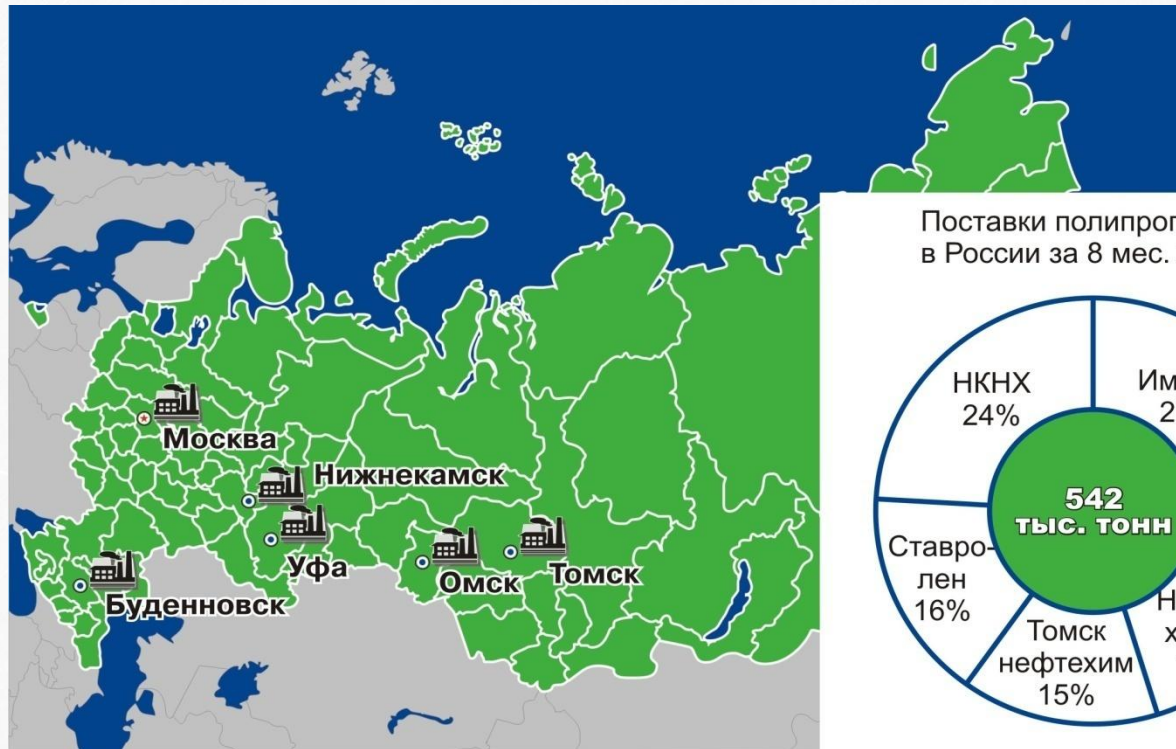 Москва
Нижнекамск
Уфа
Омск
Томск
Буденновск
в России за 8 мес.
Поставки
НКНХ
24%
542
тыс. тонн
Ставро-
лен
16%
Томск
нефтехим
15%